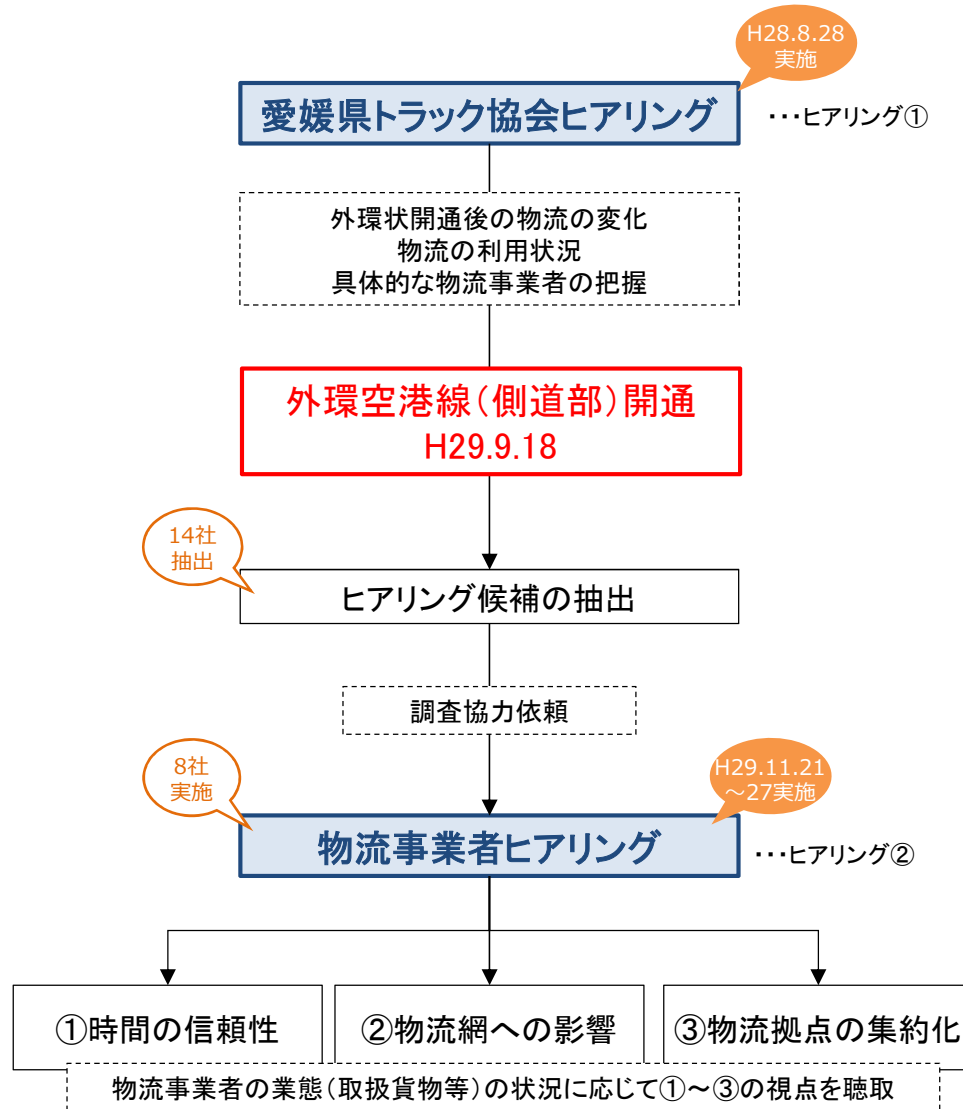 H28.8.28
実施
愛媛県トラック協会ヒアリング
・・・ヒアリング①
外環状開通後の物流の変化
物流の利用状況
具体的な物流事業者の把握
外環空港線（側道部）開通
H29.9.18
14社
抽出
ヒアリング候補の抽出
調査協力依頼
8社
実施
H29.11.21
～27実施
物流事業者ヒアリング
・・・ヒアリング②
①時間の信頼性
②物流網への影響
③物流拠点の集約化
物流事業者の業態（取扱貨物等）の状況に応じて①～③の視点を聴取